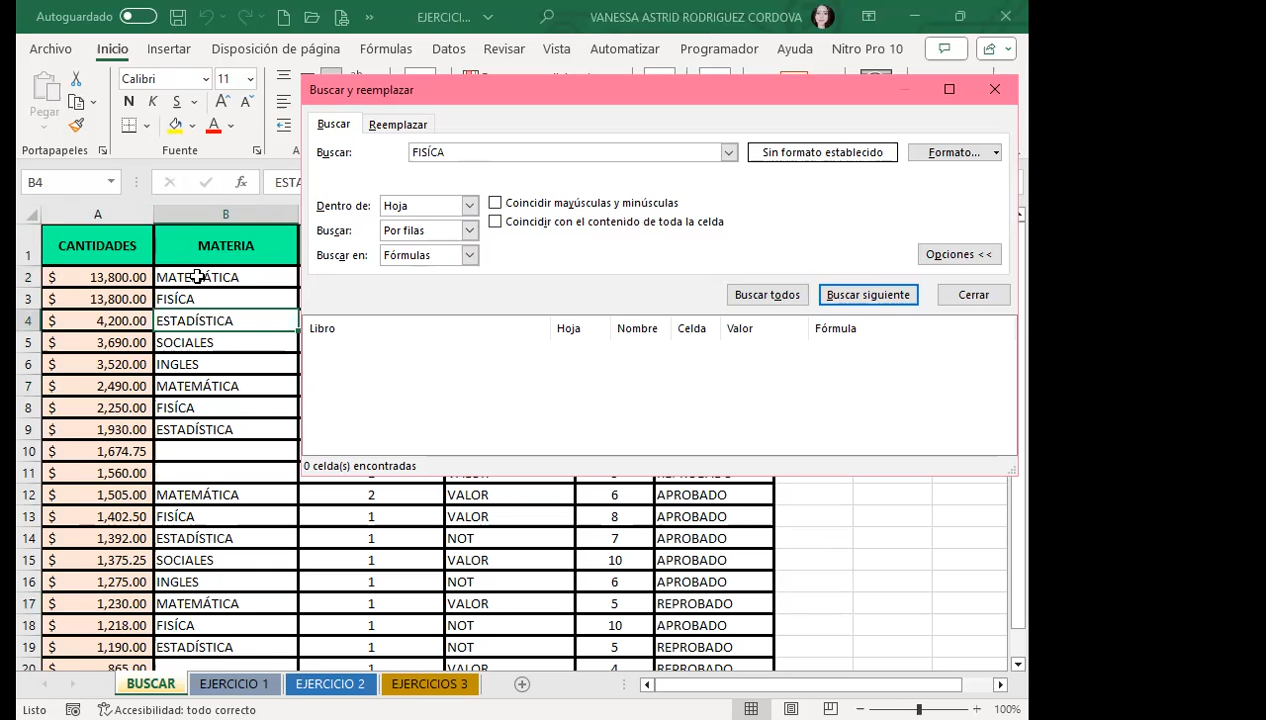 Autoguardado EJERCICI... VANESSA ASTRID RODRIGUEZ CORDOVA
Archivo Inicio Insertar Disposición de página Fórmulas Datos Revisar Vista Automatizar Programador Ayuda Nitro Pro 10
Pegar
Calibri 11
N K S
Portapapeles Fuente
Buscar y reemplazar
Buscar Reemplazar
Buscar: FISÍCA Sin formato establecido Formato...
Dentro de: Hoja Coincidir mayúsculas y minúsculas
Coincidir con el contenido de toda la celda
Buscar: Por filas
Buscar en: Fórmulas Opciones <<
Buscar todos Buscar siguiente Cerrar
Libro Hoja Nombre Celda Valor Fórmula
0 celda(s) encontradas
B4 fx ESTA
A B
1 CANTIDADES MATERIA
2 $ 13,800.00 MATEMÁTICA
3 $ 13,800.00 FISÍCA
4 $ 4,200.00 ESTADÍSTICA
5 $ 3,690.00 SOCIALES
6 $ 3,520.00 INGLES
7 $ 2,490.00 MATEMÁTICA
8 $ 2,250.00 FISÍCA
9 $ 1,930.00 ESTADÍSTICA
10 $ 1,674.75
11 $ 1,560.00
12 $ 1,505.00 MATEMÁTICA 2 VALOR 6 APROBADO
13 $ 1,402.50 FISÍCA 1 VALOR 8 APROBADO
14 $ 1,392.00 ESTADÍSTICA 1 NOT 7 APROBADO
15 $ 1,375.25 SOCIALES 1 VALOR 10 APROBADO
16 $ 1,275.00 INGLES 1 NOT 6 APROBADO
17 $ 1,230.00 MATEMÁTICA 1 VALOR 5 REPROBADO
18 $ 1,218.00 FISÍCA 1 NOT 10 APROBADO
19 $ 1,190.00 ESTADÍSTICA 1 NOT 5 REPROBADO
20 $ 865.00 1 VALOR 4 REPROBADO
BUSCAR EJERCICIO 1 EJERCICIO 2 EJERCICIOS 3
Listo Accesibilidad: todo correcto 100%